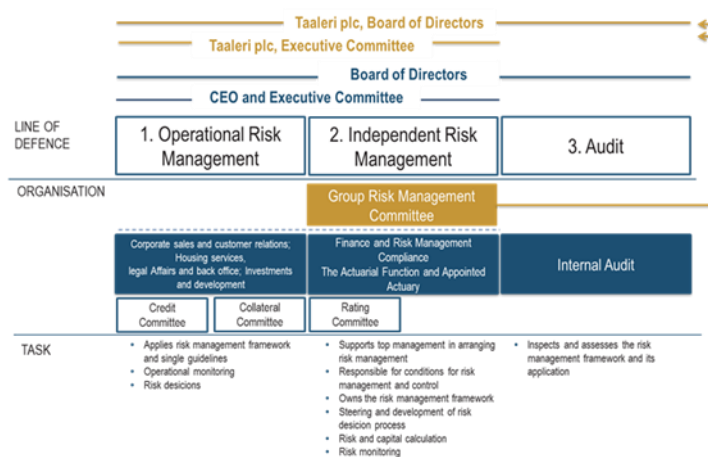 Taaleri plc, Board of Directors
Taaleri plc, Executive Committee
Board of Directors
CEO and Executive Committee
LINE OF
DEFENCE
1. Operational Risk
Management
2. Independent Risk
Management
3. Audit
ORGANISATION
Group Risk Management
Committee
Corporate sales and customer relations;
Housing services,
legal Affairs and back office; Investments
and development
Finance and Risk Management
Compliance
The Actuarial Function and Appointed
Actuary
Internal Audit
Credit
Committee
Collateral
Committee
Rating
Committee
TASK
• Applies risk management framework
and single guidelines
• Operational monitoring
• Risk desicions
• Supports top management in arranging
risk management
• Responsible for conditions for risk
management and control
• Owns the risk management framework
• Steering and development of risk
desicion process
• Risk and capital calculation
• Risk monitoring
• Inspects and assesses the risk
management framework and its
application